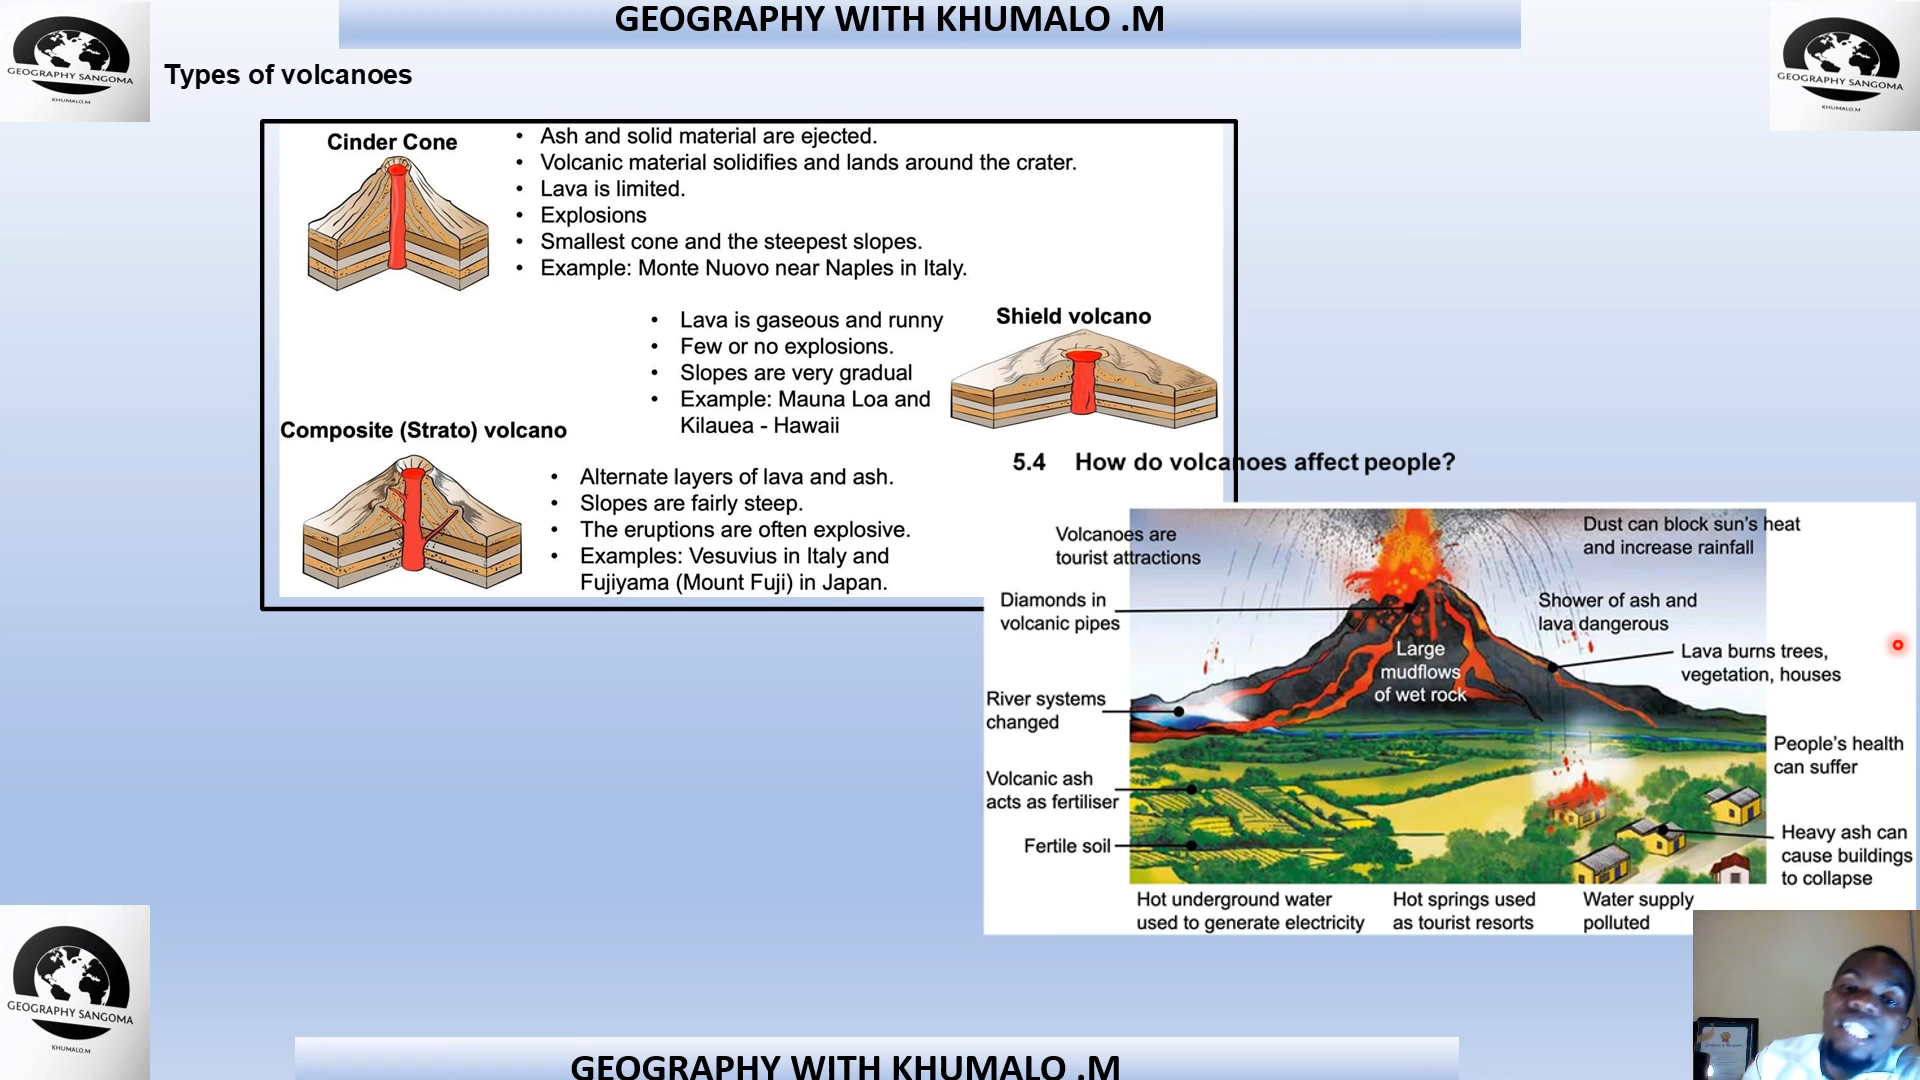 GEOGRAPHY WITH KHUMALO .M
GEOGRAPHY SANGOMA
KHUMALO.M
GEOGRAPHY SANGOMA
KHUMALO.M
Types of volcanoes
Cinder Cone
• Ash and solid material are ejected.
• Volcanic material solidifies and lands around the crater.
• Lava is limited.
• Explosions
• Smallest cone and the steepest slopes.
• Example: Monte Nuovo near Naples in Italy.
Shield volcano
• Lava is gaseous and runny
• Few or no explosions.
• Slopes are very gradual
• Example: Mauna Loa and
Kilauea - Hawaii
Composite (Strato) volcano
• Alternate layers of lava and ash.
• Slopes are fairly steep.
• The eruptions are often explosive.
• Examples: Vesuvius in Italy and
Fujiyama (Mount Fuji) in Japan.
5.4 How do volcanoes affect people?
Volcanoes are
tourist attractions
Dust can block sun's heat
and increase rainfall
Diamonds in
volcanic pipes
Shower of ash and
lava dangerous
Large
mudflows
of wet rock
Lava burns trees,
vegetation, houses
River systems
changed
People's health
can suffer
Volcanic ash
acts as fertiliser
Fertile soil
Heavy ash can
cause buildings
to collapse
Hot underground water
used to generate electricity
Hot springs used
as tourist resorts
Water supply
polluted
GEOGRAPHY SANGOMA
KHUMALO.M
GEOGRAPHY WITH KHUMALO .M